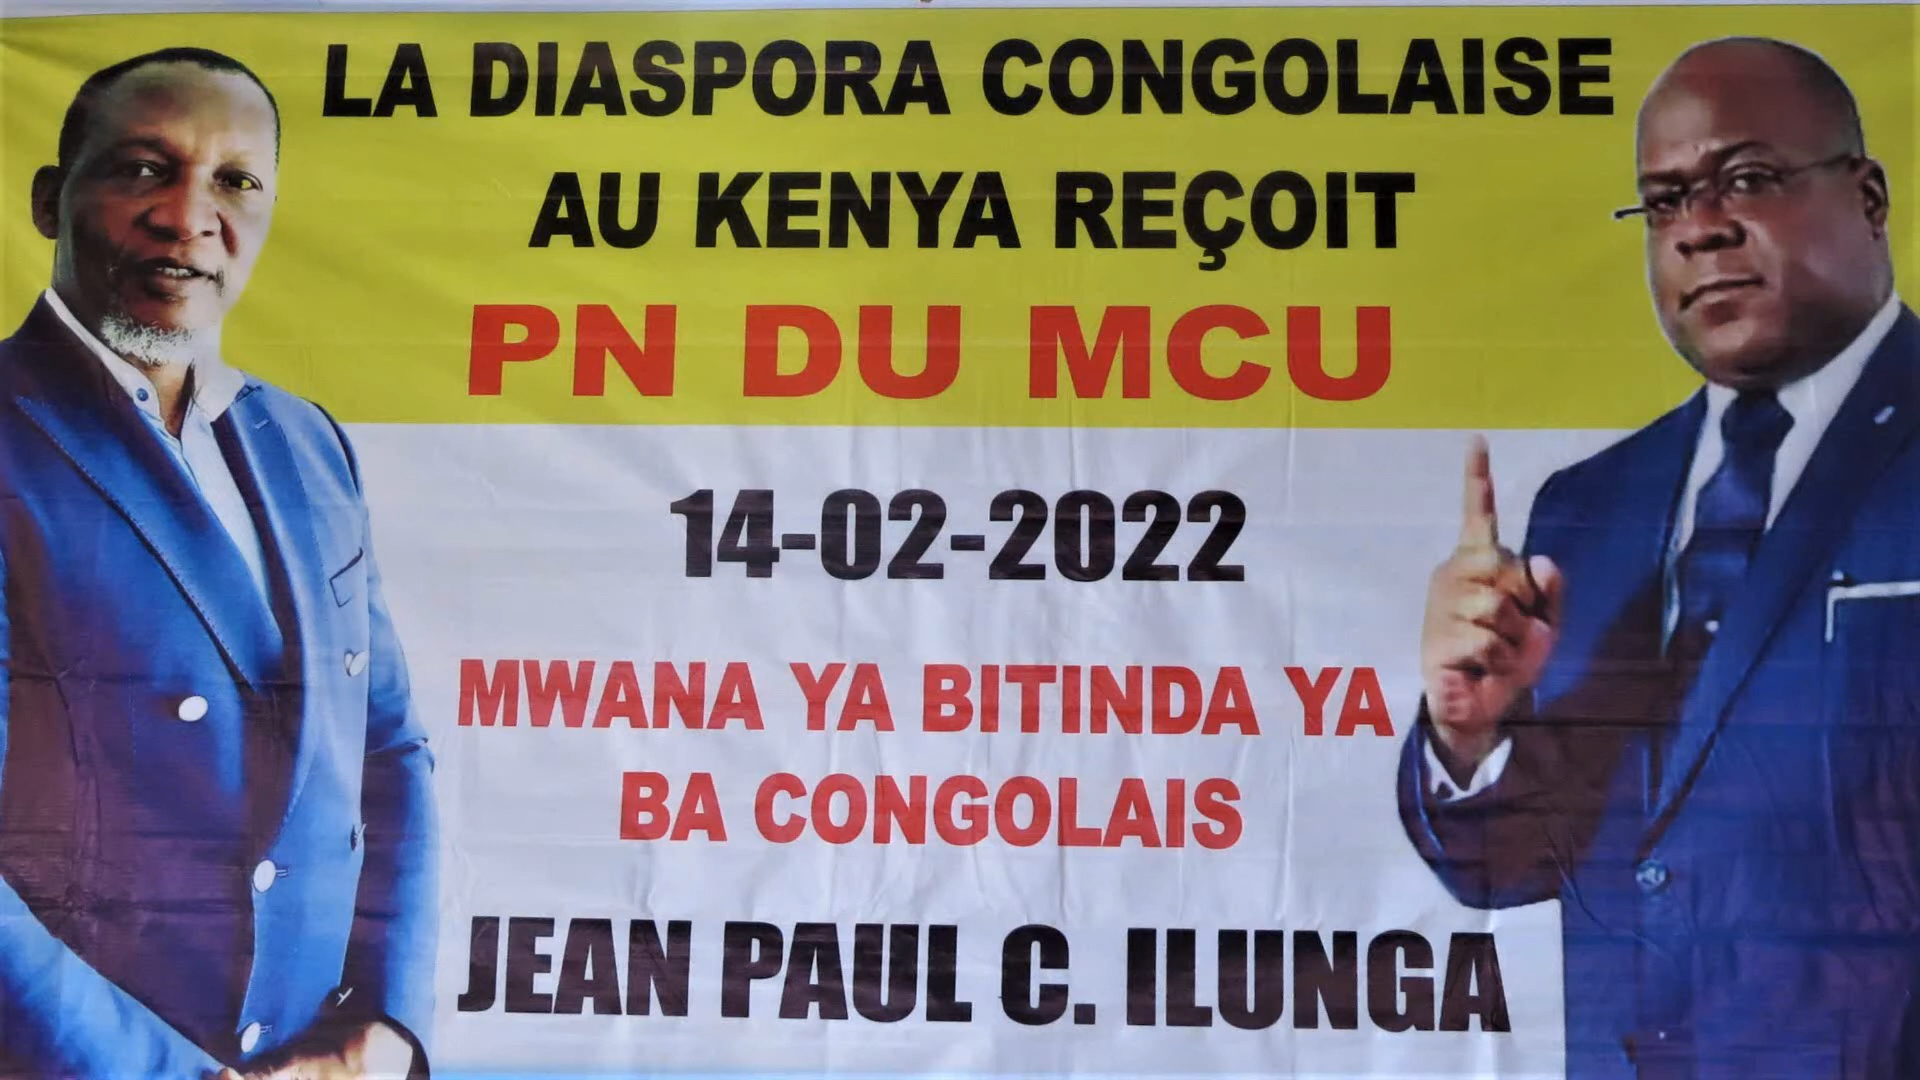 LA DIASPORA CONGOLAISE
AU KENYA REÇOIT
PN DU MCU
14-02-2022
MWANA YA BITINDA YA
BA CONGOLAIS
JEAN PAUL C. ILUNGA